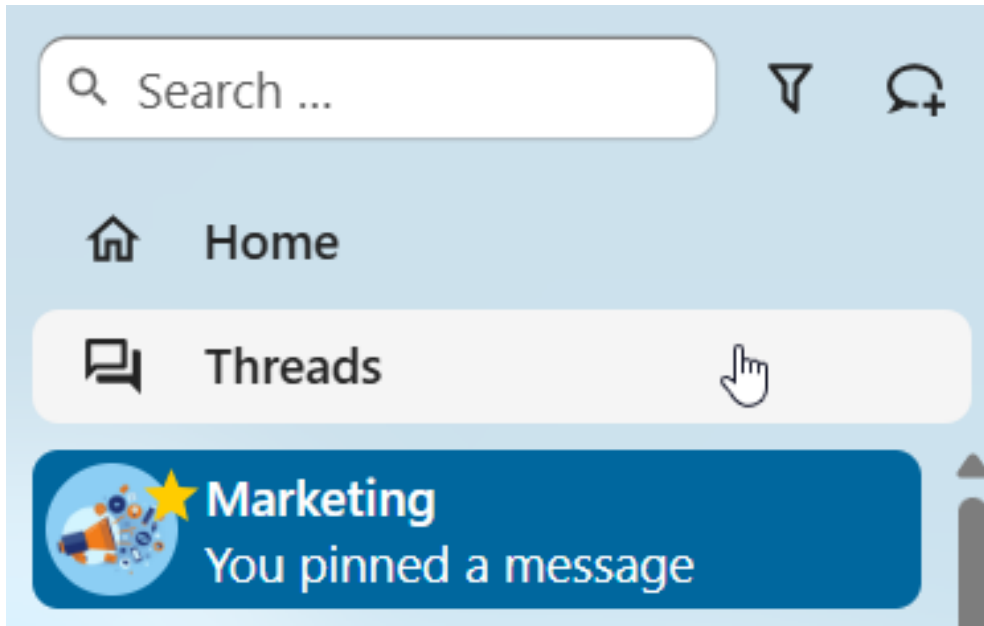 Search ...
Home
Threads
Marketing
You pinned a message